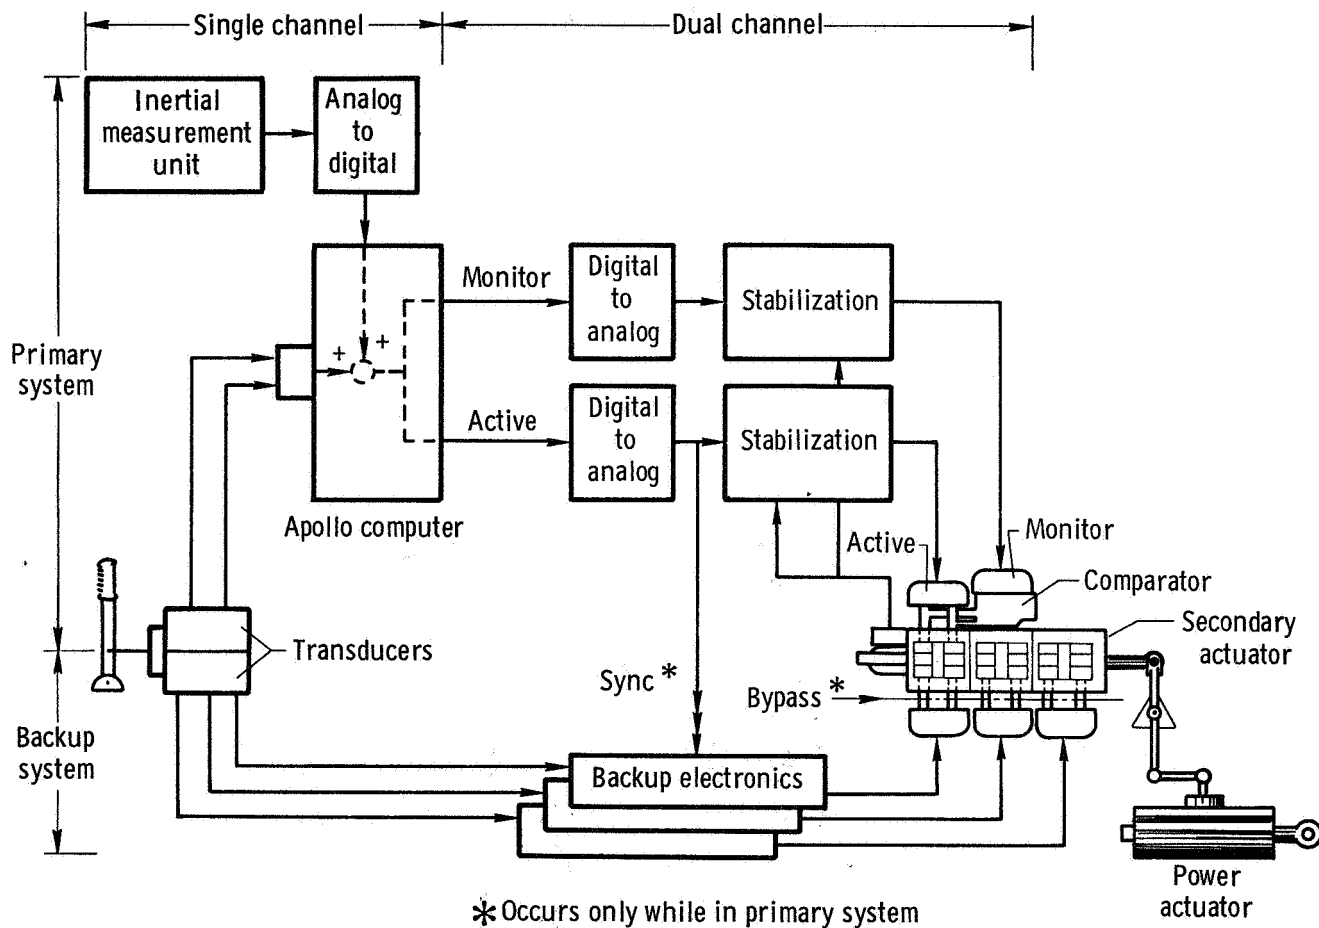 Single channel
Dual channel
Inertial
measurement
unit
Analog
to
digital
Monitor
Digital
to
analog
Stabilization
Primary
system
+
+
Active
Digital
to
analog
Stabilization
Apollo computer
Active
Monitor
Comparator
Secondary
actuator
Transducers
Sync *
Bypass *
Backup
system
Backup electronics
Power
actuator
* Occurs only while in primary system